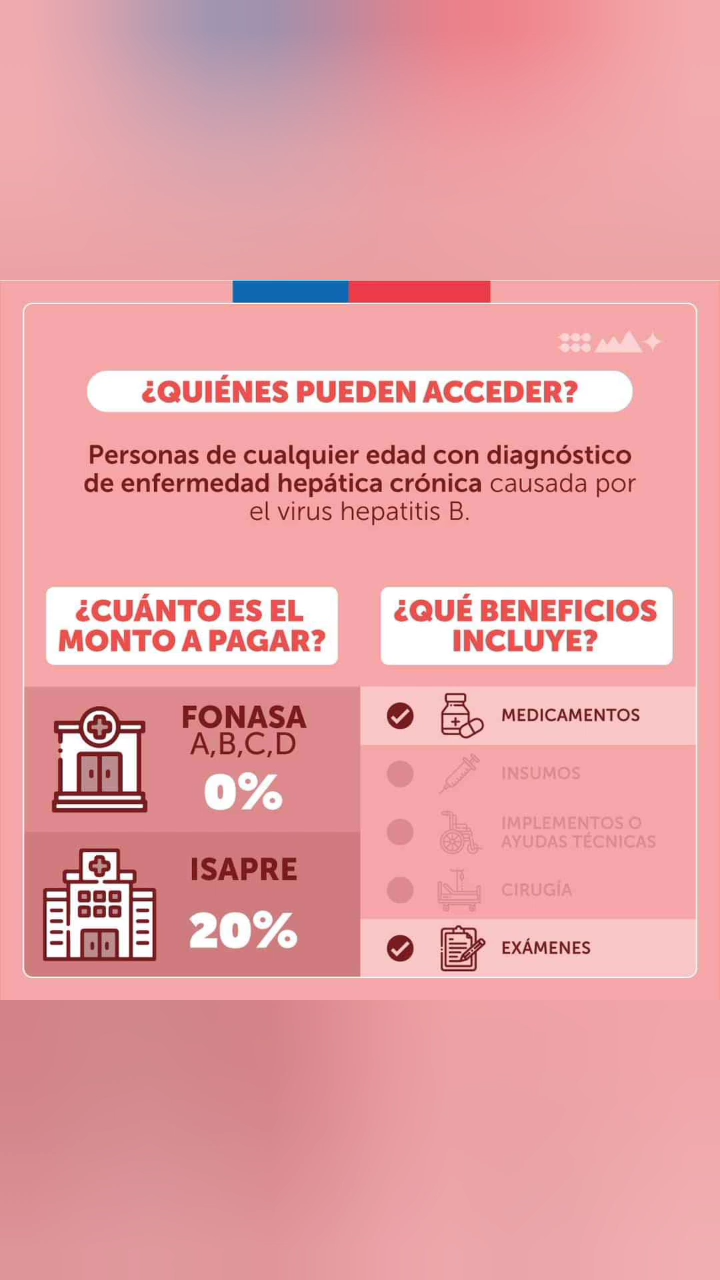 ¿QUIÉNES PUEDEN ACCEDER?
Personas de cualquier edad con diagnóstico
de enfermedad hepática crónica causada por
el virus hepatitis B.
¿CUÁNTO ES EL
MONTO A PAGAR?
FONASA
A,B,C,D
0%
ISAPRE
20%
¿QUÉ BENEFICIOS
INCLUYE?
MEDICAMENTOS
INSUMOS
IMPLEMENTOS O
AYUDAS TÉCNICAS
CIRUGÍA
EXÁMENES